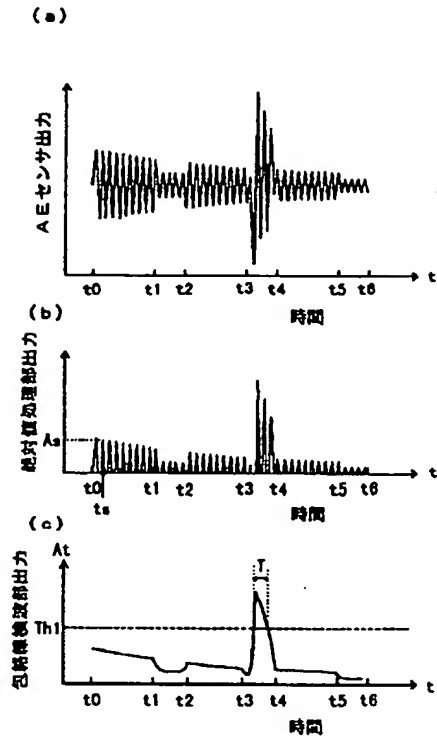 (a)
AEセンサ出力
t
t0 t1 t2 t3 t4 t5 t6
時間
(b)
絶対値処理部出力
As
t
t0 t1 t2 t3 t4 t5 t6
ts
時間
(c)
At
包絡線検波部出力
T
Th1
t
t0 t1 t2 t3 t4 t5 t6
時間